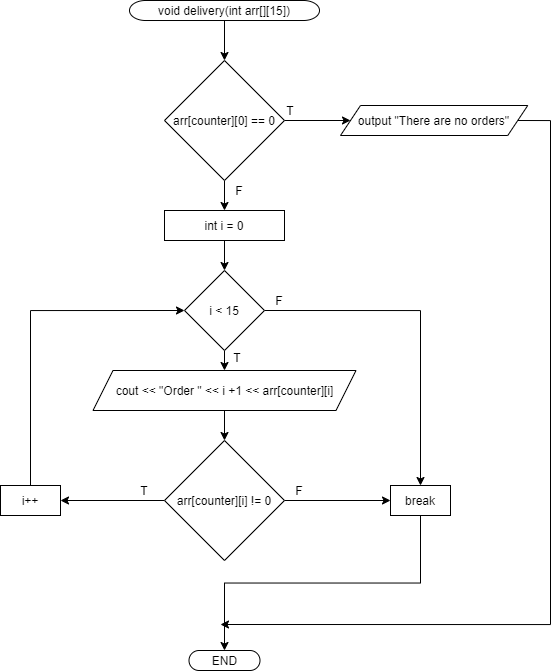 void delivery(int arr[][15])
arr[counter][0] == 0
T
output "There are no orders"
F
int i = 0
i < 15
F
T
cout << "Order " << i +1 << arr[counter][i]
i++
T
arr[counter][i] != 0
F
break
END